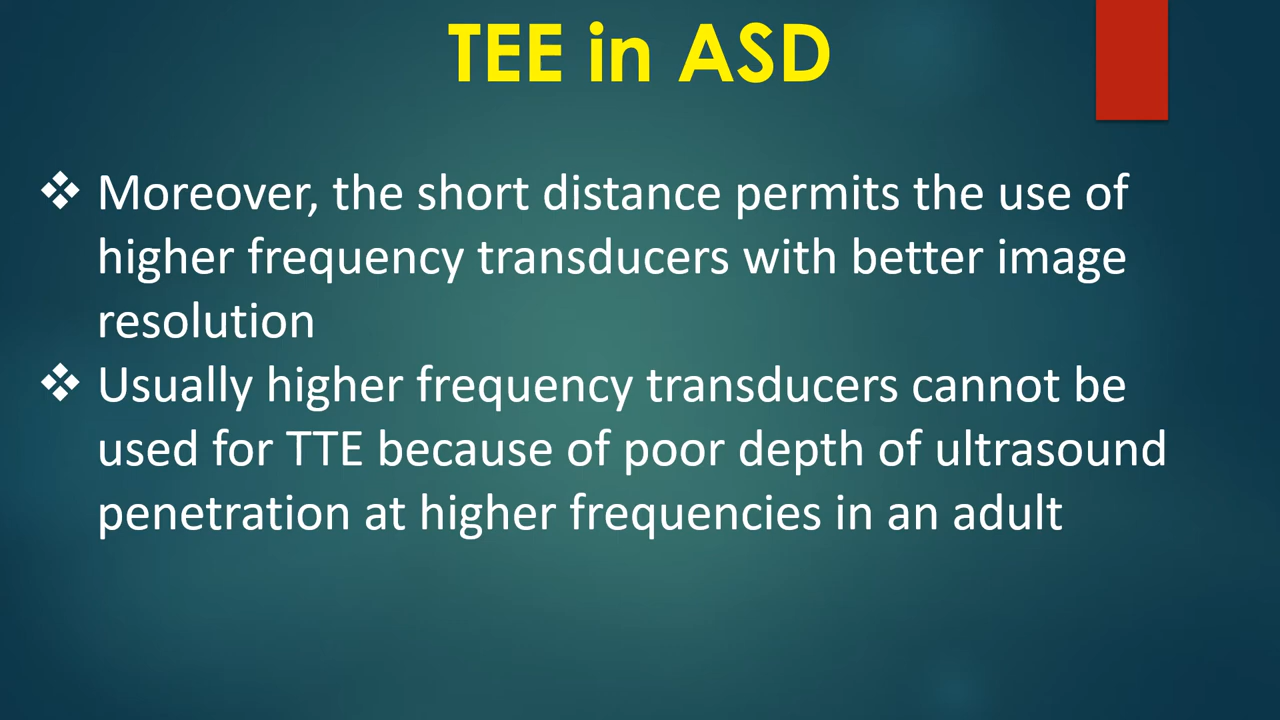 TEE in ASD
❖ Moreover, the short distance permits the use of
higher frequency transducers with better image
resolution
❖ Usually higher frequency transducers cannot be
used for TTE because of poor depth of ultrasound
penetration at higher frequencies in an adult